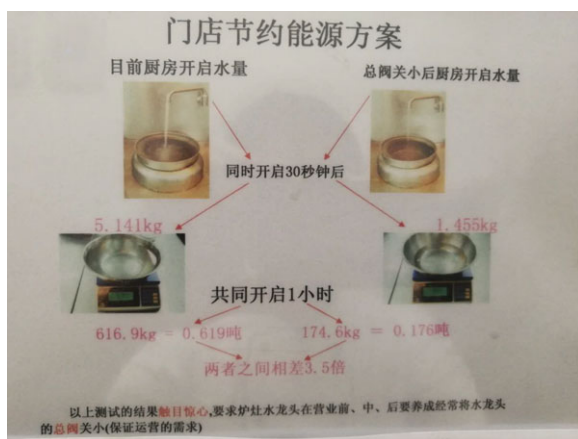 门店节约能源方案
目前厨房开启水量
总阀关小后厨房开启水量
同时开启30秒钟后
5.141kg
1.455kg
共同开启1小时
616.9kg = 0.619吨
174.6kg = 0.176吨
两者之间相差3.5倍
以上测试的结果触目惊心,要求炉灶水龙头在营业前、中、后要养成经常将水龙头
的总阀关小(保证运营的需求)